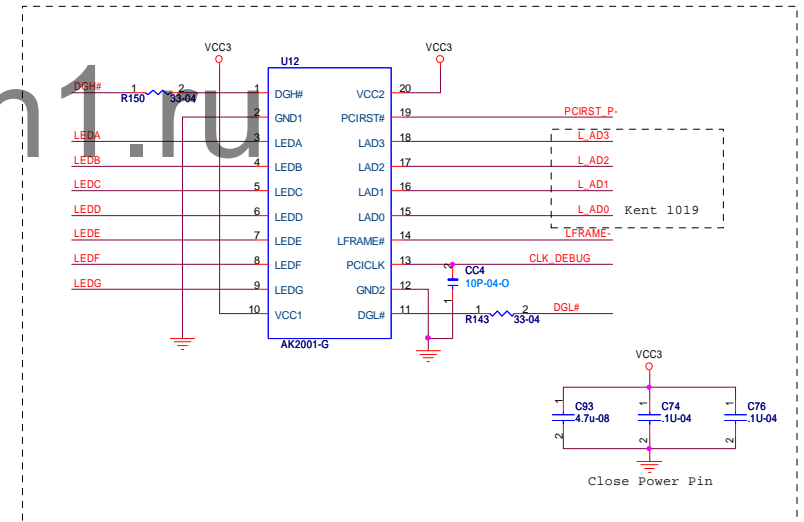 VCC3
VCC3
U12
DGH#
1 2
R150 33-04
1 DGH# VCC2 20
2 GND1 PCIRST# 19 PCIRST_P-
LEDA 3 LEDA LAD3 18 L_AD3
LEDB 4 LEDB LAD2 17 L_AD2
LEDC 5 LEDC LAD1 16 L_AD1
LEDD 6 LEDD LAD0 15 L_AD0 Kent 1019
LEDE 7 LEDE LFRAME# 14 LFRAME-
LEDF 8 LEDF PCICLK 13 CLK_DEBUG
LEDG 9 LEDG GND2 12
10 VCC1 DGL# 11 1 2 DGL#
2 CC4
10P-04-O
1
R143 33-04
AK2001-G
VCC3
1 C93 1 C74 1 C76
4.7u-08 .1U-04 .1U-04
2 2 2
Close Power Pin
n1.ru